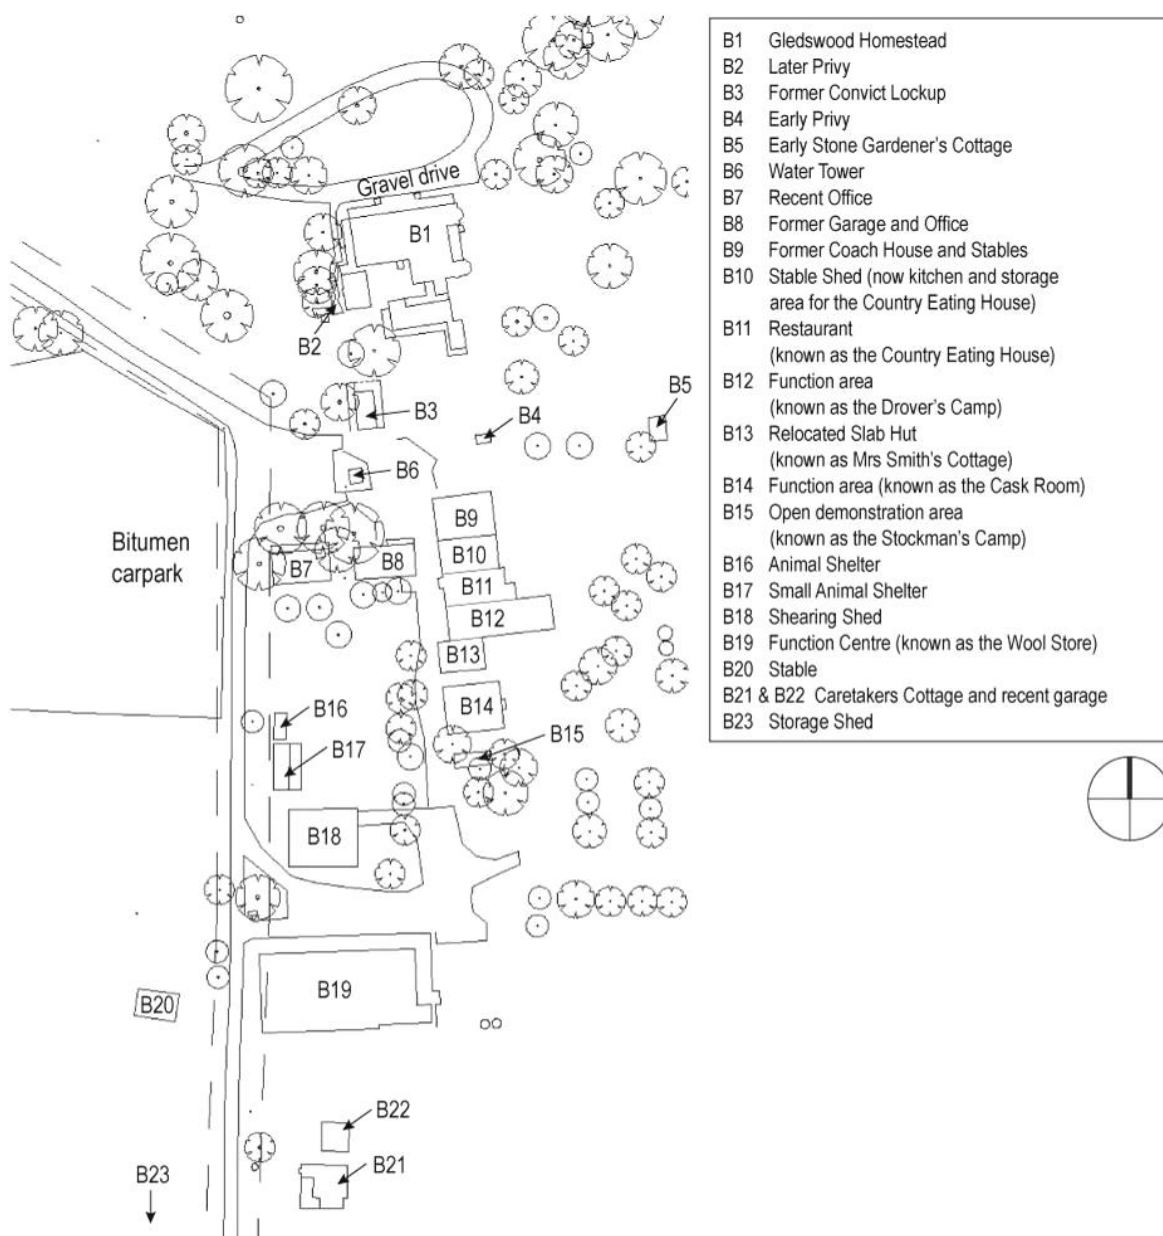 Gravel drive
B1
B2
B3
B4
B5
B6
B9
B10
B11
B12
B13
B14
B15
B7
B8
Bitumen
carpark
B16
B17
B18
B19
B20
B22
B21
B23
B1 Gledswood Homestead
B2 Later Privy
B3 Former Convict Lockup
B4 Early Privy
B5 Early Stone Gardener's Cottage
B6 Water Tower
B7 Recent Office
B8 Former Garage and Office
B9 Former Coach House and Stables
B10 Stable Shed (now kitchen and storage
area for the Country Eating House)
B11 Restaurant
(known as the Country Eating House)
B12 Function area
(known as the Drover's Camp)
B13 Relocated Slab Hut
(known as Mrs Smith's Cottage)
B14 Function area (known as the Cask Room)
B15 Open demonstration area
(known as the Stockman's Camp)
B16 Animal Shelter
B17 Small Animal Shelter
B18 Shearing Shed
B19 Function Centre (known as the Wool Store)
B20 Stable
B21 & B22 Caretakers Cottage and recent garage
B23 Storage Shed